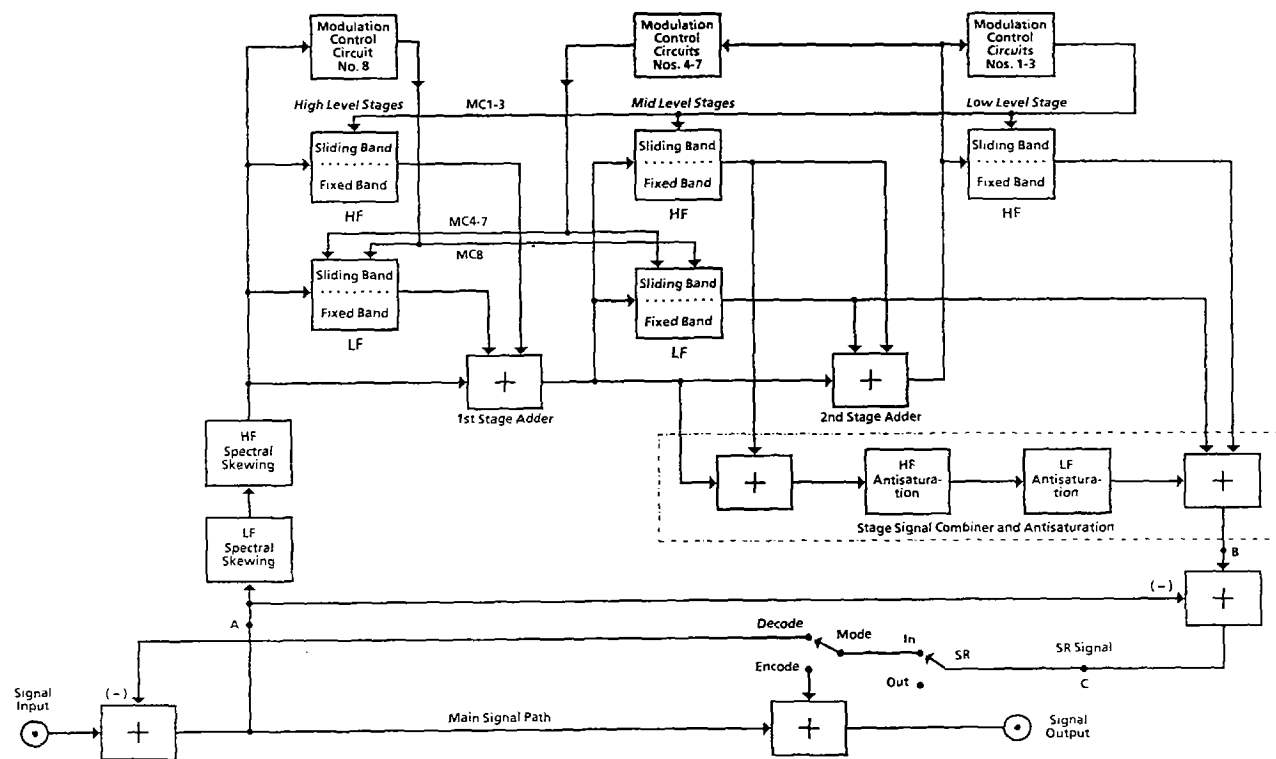 Modulation
Control
Circuit
No. 8
Modulation
Control
Circuits
Nos. 4-7
Modulation
Control
Circuits
Nos. 1-3
High Level Stages
MC1-3
Mid Level Stages
Low Level Stage
Sliding Band
Fixed Band
HF
Sliding Band
Fixed Band
HF
Sliding Band
Fixed Band
HF
MC4-7
MC8
Sliding Band
Fixed Band
LF
Sliding Band
Fixed Band
LF
+
1st Stage Adder
+
2nd Stage Adder
HF
Spectral
Skewing
LF
Spectral
Skewing
+
HF
Antisatura-
tion
LF
Antisatura-
tion
+
Stage Signal Combiner and Antisaturation
B
(-)
+
A
Decode
Mode
In
SR
SR Signal
C
Encode
Out
Signal
Input
(-)
+
Main Signal Path
+
Signal
Output